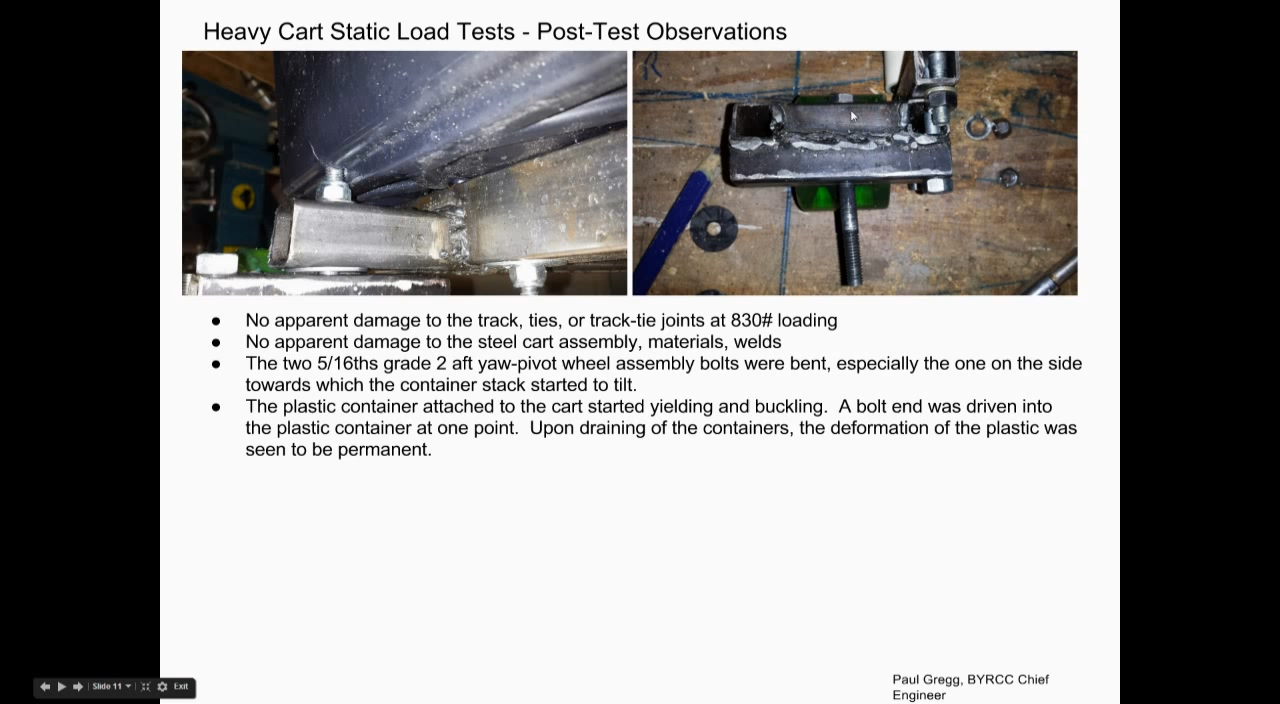 Heavy Cart Static Load Tests - Post-Test Observations
● No apparent damage to the track, ties, or track-tie joints at 830# loading
● No apparent damage to the steel cart assembly, materials, welds
● The two 5/16ths grade 2 aft yaw-pivot wheel assembly bolts were bent, especially the one on the side
towards which the container stack started to tilt.
● The plastic container attached to the cart started yielding and buckling.  A bolt end was driven into
the plastic container at one point.  Upon draining of the containers, the deformation of the plastic was
seen to be permanent.
Paul Gregg, BYRCC Chief
Engineer
Slide 11
Exit